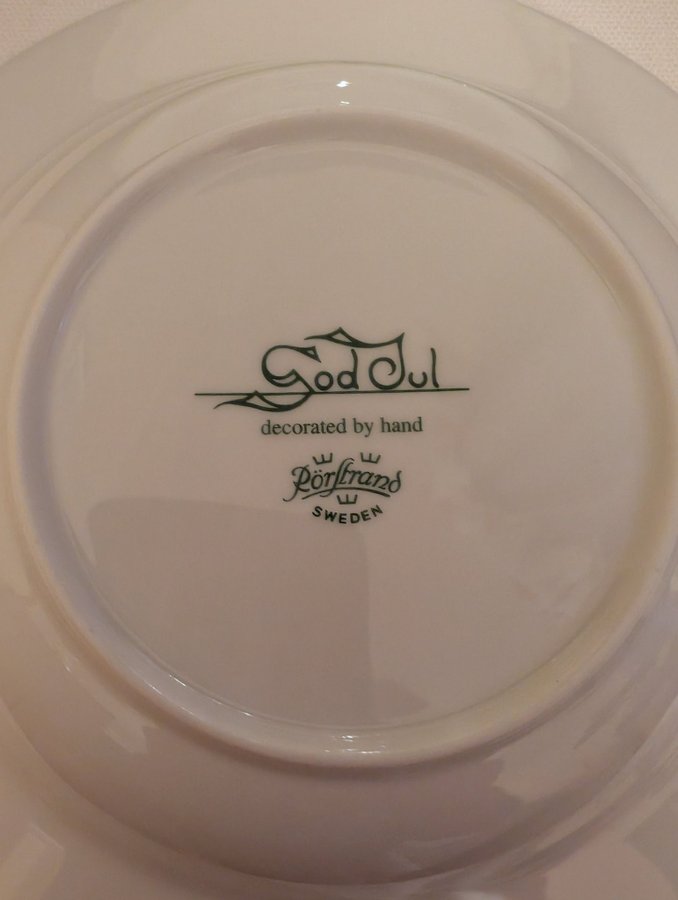 God Jul
decorated by hand
Rörstrand
SWEDEN